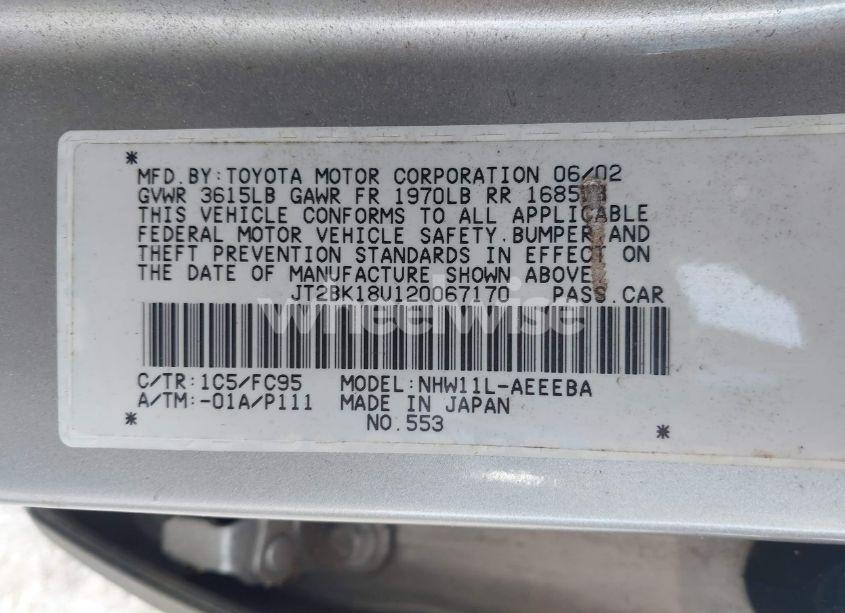 *
MFD.BY:TOYOTA MOTOR CORPORATION 06/02
GVWR 3615LB GAWR FR 1970LB RR 1685
THIS VEHICLE CONFORMS TO ALL APPLICABLE
FEDERAL MOTOR VEHICLE SAFETY.BUMPER.AND
THEFT PREVENTION STANDARDS IN EFFECT ON
THE DATE OF MANUFACTURE SHOWN ABOVE
JT2BK18U120067170 PASS.CAR
wheelwise
C/TR:1C5/FC95 MODEL:NHW11L-AEEEBA
A/TM:-01A/P111 MADE IN JAPAN
* NO.553 *